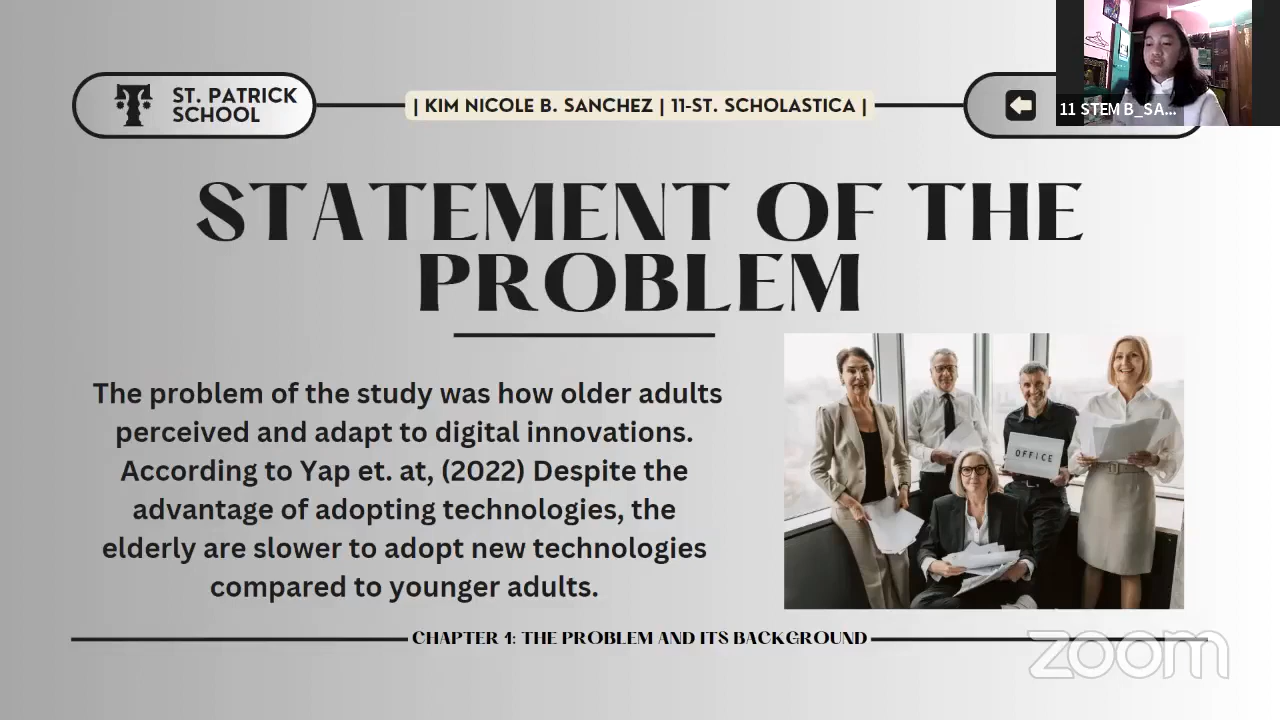 ST. PATRICK
SCHOOL
| KIM NICOLE B. SANCHEZ | 11-ST. SCHOLASTICA |
11 STEM B_SA...
STATEMENT OF THE
PROBLEM
The problem of the study was how older adults
perceived and adapt to digital innovations.
According to Yap et. at, (2022) Despite the
advantage of adopting technologies, the
elderly are slower to adopt new technologies
compared to younger adults.
OFFICE
CHAPTER 1: THE PROBLEM AND ITS BACKGROUND
zoom